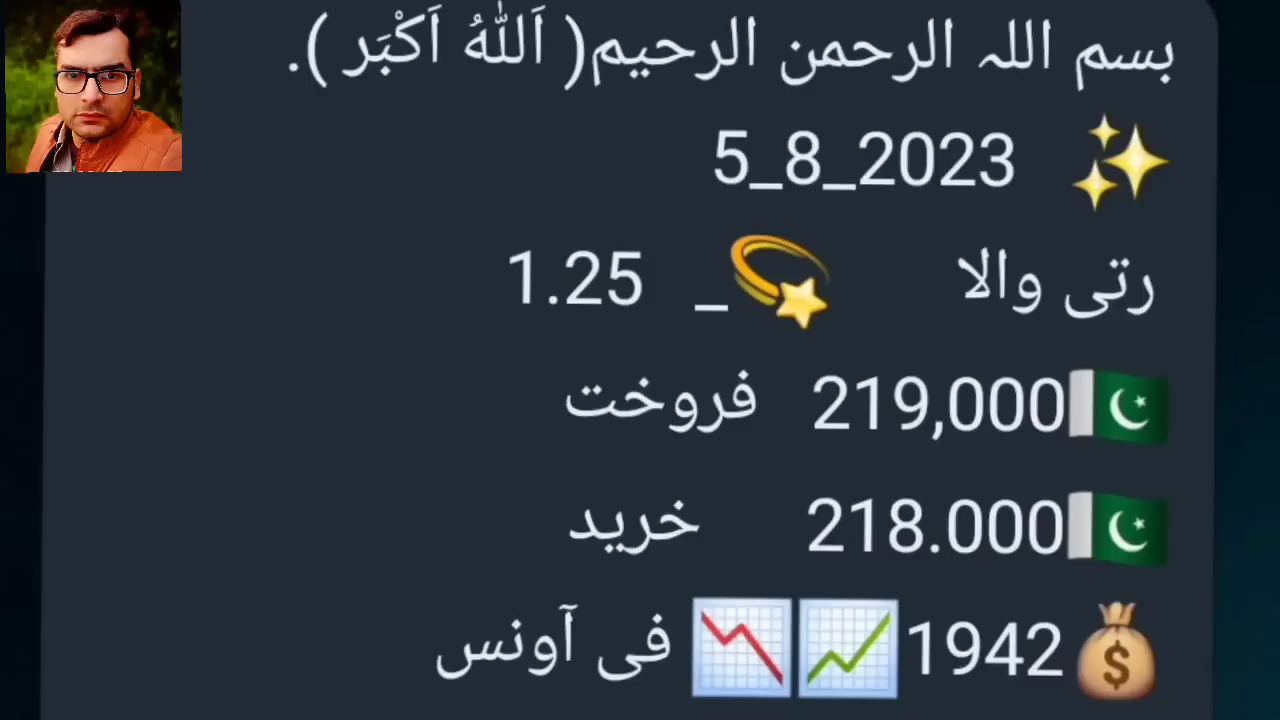 بسم اللہ الرحمن الرحیم( اَللّٰهُ اَكْبَر ).
✨ 5_8_2023
رتی والا 💫_ 1.25
🇵🇰219,000 فروخت
🇵🇰218.000 خرید
💰1942📈📉 فی آونس